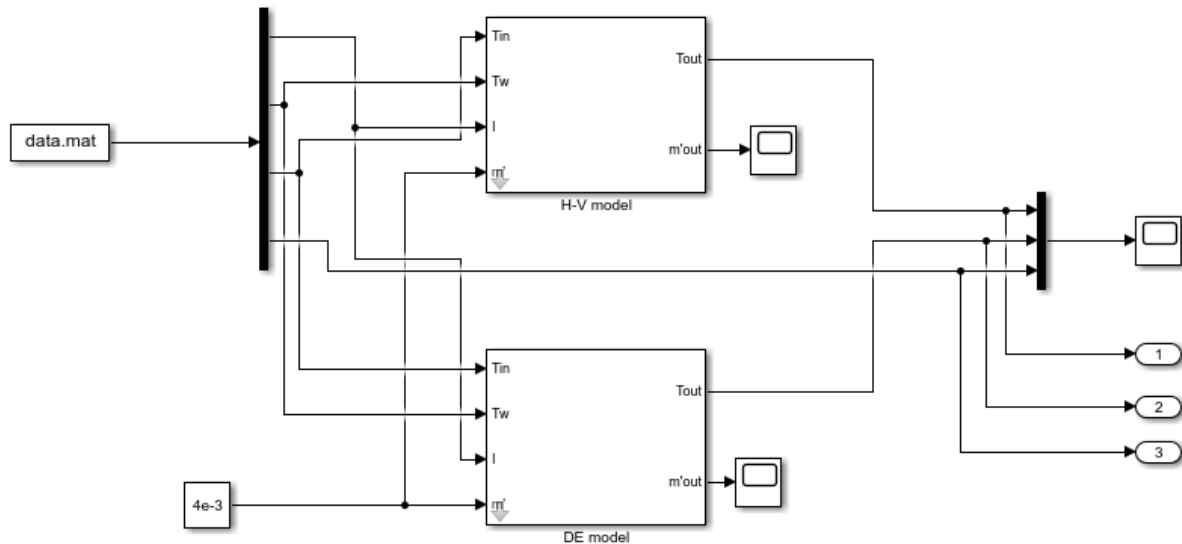 data.mat
Tin
Tw
I
m'
Tout
m'out
H-V model
Tin
Tw
I
m'
Tout
m'out
DE model
4e-3
1
2
3